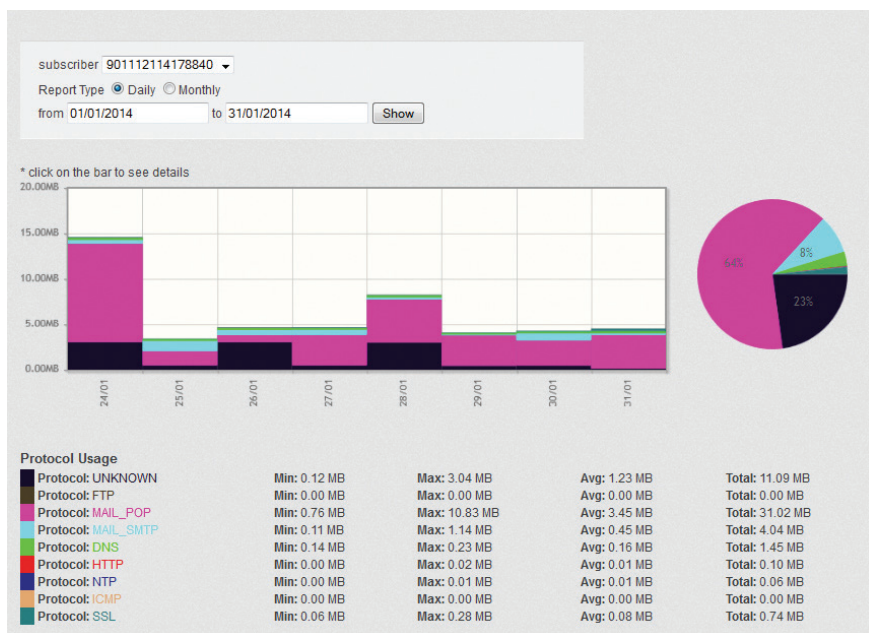 subscriber 901112114178840
Report Type Daily Monthly
from 01/01/2014 to 31/01/2014 Show
* click on the bar to see details
20.00MB
15.00MB
10.00MB
5.00MB
0.00MB
24/01 25/01 26/01 27/01 28/01 29/01 30/01 31/01
64%
8%
23%
Protocol Usage
Protocol: UNKNOWN Min: 0.12 MB Max: 3.04 MB Avg: 1.23 MB Total: 11.09 MB
Protocol: FTP Min: 0.00 MB Max: 0.00 MB Avg: 0.00 MB Total: 0.00 MB
Protocol: MAIL_POP Min: 0.76 MB Max: 10.83 MB Avg: 3.45 MB Total: 31.02 MB
Protocol: MAIL_SMTP Min: 0.11 MB Max: 1.14 MB Avg: 0.45 MB Total: 4.04 MB
Protocol: DNS Min: 0.14 MB Max: 0.23 MB Avg: 0.16 MB Total: 1.45 MB
Protocol: HTTP Min: 0.00 MB Max: 0.02 MB Avg: 0.01 MB Total: 0.10 MB
Protocol: NTP Min: 0.00 MB Max: 0.01 MB Avg: 0.01 MB Total: 0.06 MB
Protocol: ICMP Min: 0.00 MB Max: 0.00 MB Avg: 0.00 MB Total: 0.00 MB
Protocol: SSL Min: 0.06 MB Max: 0.28 MB Avg: 0.08 MB Total: 0.74 MB